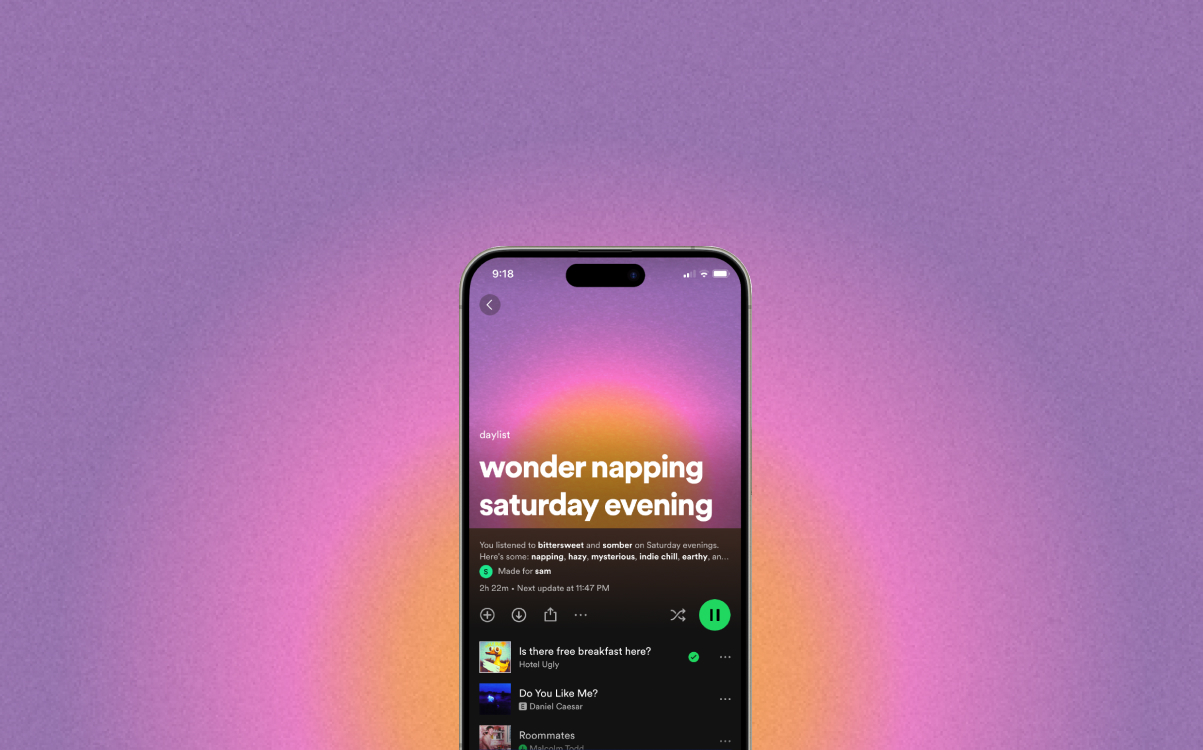 9:18
daylist
wonder napping
saturday evening
You listened to bittersweet and somber on Saturday evenings.
Here's some: napping, hazy, mysterious, indie chill, earthy, an...
S Made for sam
2h 22m • Next update at 11:47 PM
Is there free breakfast here?
Hotel Ugly
Do You Like Me?
E Daniel Caesar
Roommates
Malcolm Todd